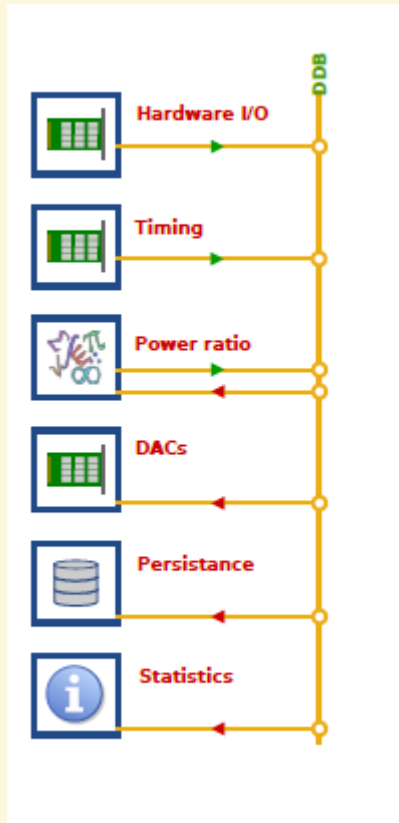 DDB
Hardware I/O
Timing
Power ratio
DACs
Persistance
Statistics